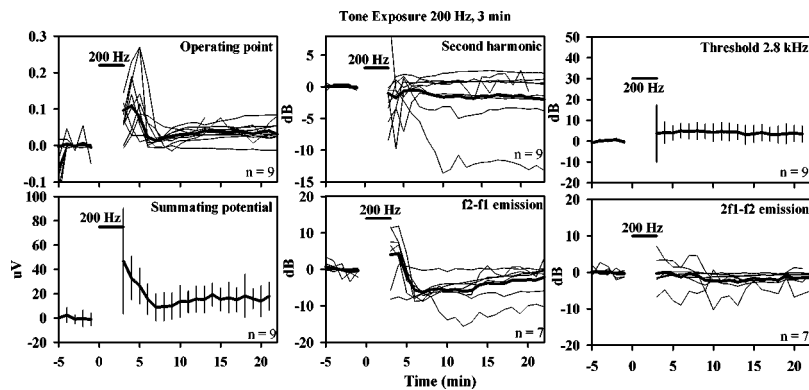 Tone Exposure 200 Hz, 3 min
Operating point
200 Hz
0.3
0.2
0.1
0.0
-0.1
n = 9
Second harmonic
200 Hz
dB
5
0
-5
-10
-15
n = 9
Threshold 2.8 kHz
200 Hz
dB
50
40
30
20
10
0
-10
-20
n = 9
Summating potential
200 Hz
uV
100
80
60
40
20
0
-20
n = 9
-5 0 5 10 15 20
f2-f1 emission
200 Hz
dB
20
10
0
-10
-20
n = 7
-5 0 5 10 15 20
2f1-f2 emission
200 Hz
dB
20
10
0
-10
-20
n = 7
-5 0 5 10 15 20
Time (min)